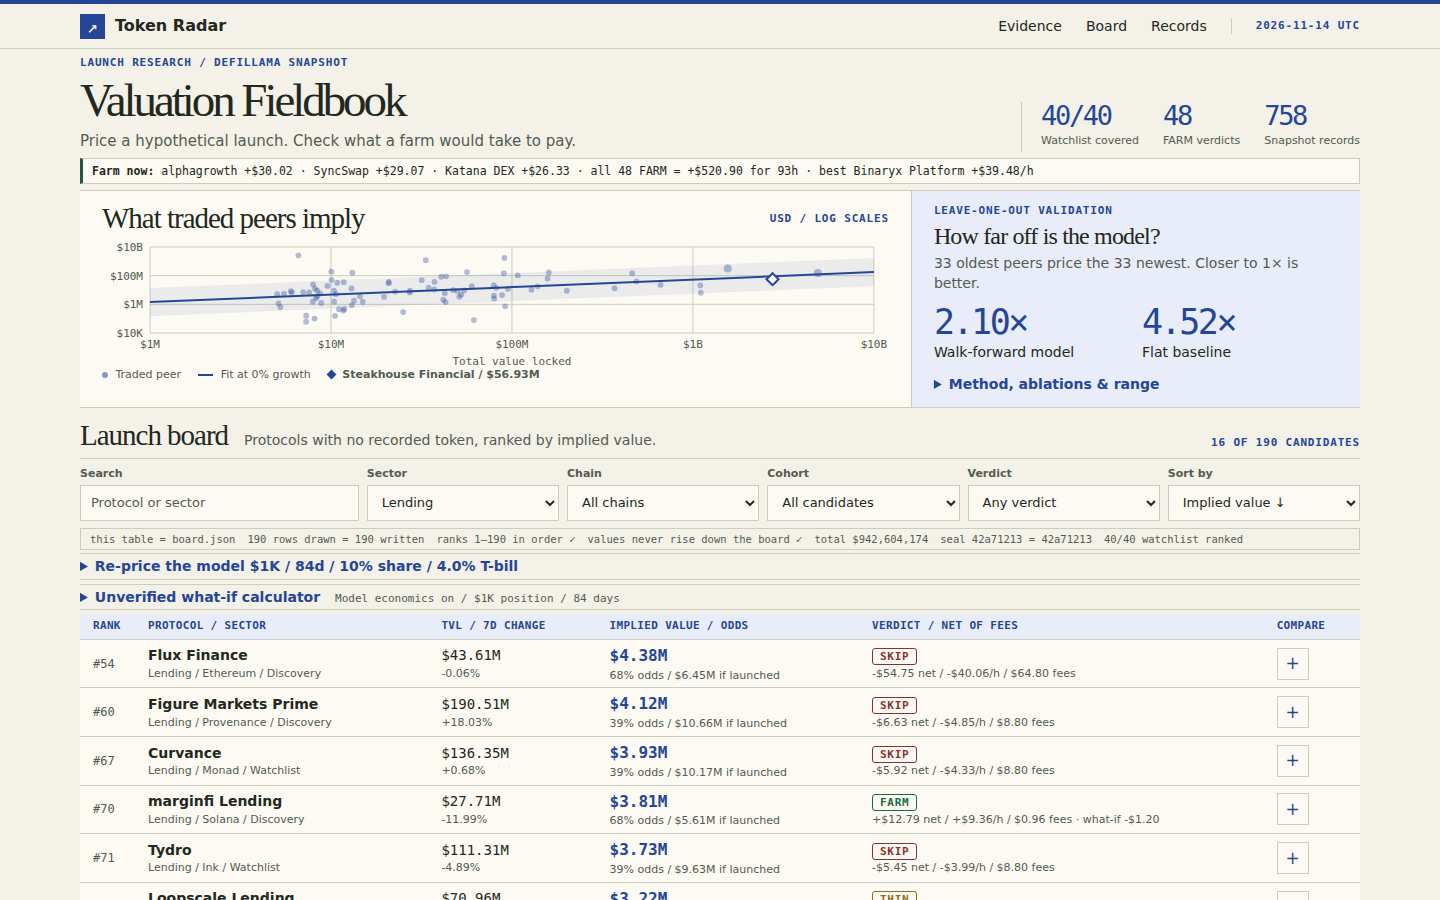 ↗ Token Radar Evidence Board Records 2026-11-14 UTC
LAUNCH RESEARCH / DEFILLAMA SNAPSHOT
Valuation Fieldbook
Price a hypothetical launch. Check what a farm would take to pay.
40/40 48 758
Watchlist covered FARM verdicts Snapshot records
Farm now: alphagrowth +$30.02 · SyncSwap +$29.07 · Katana DEX +$26.33 · all 48 FARM = +$520.90 for 93h · best Binaryx Platform +$39.48/h
What traded peers imply
USD / LOG SCALES
$10B
$100M
$1M
$10K
$1M $10M $100M $1B $10B
Total value locked
Traded peer Fit at 0% growth Steakhouse Financial / $56.93M
LEAVE-ONE-OUT VALIDATION
How far off is the model?
33 oldest peers price the 33 newest. Closer to 1× is
better.
2.10× 4.52×
Walk-forward model Flat baseline
Method, ablations & range
Launch board Protocols with no recorded token, ranked by implied value. 16 OF 190 CANDIDATES
Search Sector Chain Cohort Verdict Sort by
Protocol or sector Lending All chains All candidates Any verdict Implied value ↓
this table = board.json 190 rows drawn = 190 written ranks 1–190 in order ✓ values never rise down the board ✓ total $942,604,174 seal 42a71213 = 42a71213 40/40 watchlist ranked
Re-price the model $1K / 84d / 10% share / 4.0% T-bill
Unverified what-if calculator Model economics on / $1K position / 84 days
RANK PROTOCOL / SECTOR TVL / 7D CHANGE IMPLIED VALUE / ODDS VERDICT / NET OF FEES COMPARE
#54 Flux Finance $43.61M $4.38M SKIP +
Lending / Ethereum / Discovery -0.06% 68% odds / $6.45M if launched -$54.75 net / -$40.06/h / $64.80 fees
#60 Figure Markets Prime $190.51M $4.12M SKIP +
Lending / Provenance / Discovery +18.03% 39% odds / $10.66M if launched -$6.63 net / -$4.85/h / $8.80 fees
#67 Curvance $136.35M $3.93M SKIP +
Lending / Monad / Watchlist +0.68% 39% odds / $10.17M if launched -$5.92 net / -$4.33/h / $8.80 fees
#70 marginfi Lending $27.71M $3.81M FARM +
Lending / Solana / Discovery -11.99% 68% odds / $5.61M if launched +$12.79 net / +$9.36/h / $0.96 fees · what-if -$1.20
#71 Tydro $111.31M $3.73M SKIP +
Lending / Ink / Watchlist -4.89% 39% odds / $9.63M if launched -$5.45 net / -$3.99/h / $8.80 fees
Loopscale Lending $70.96M $3.22M THIN